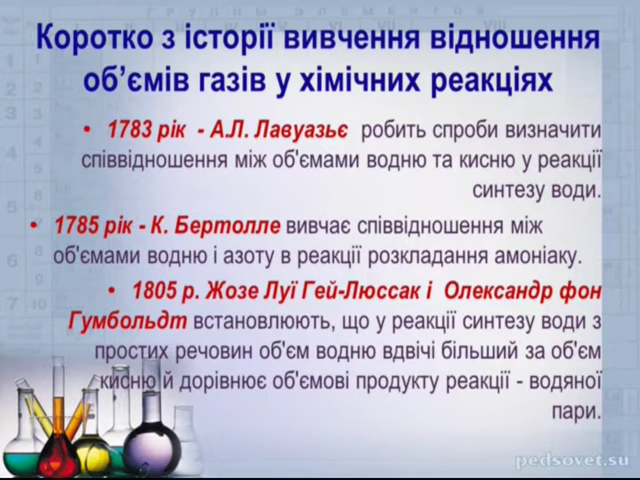 ГРУППЫ ЭЛЕМЕНТОВ
Коротко з історії вивчення відношення
об’ємів газів у хімічних реакціях
• 1783 рік - А.Л. Лавуазьє робить спроби визначити
співвідношення між об'ємами водню та кисню у реакції
синтезу води.
• 1785 рік - К. Бертолле вивчає співвідношення між
об'ємами водню і азоту в реакції розкладання амоніаку.
• 1805 р. Жозе Луї Гей-Люссак і Олександр фон
Гумбольдт встановлюють, що у реакції синтезу води з
простих речовин об'єм водню вдвічі більший за об'єм
кисню й дорівнює об'ємові продукту реакції - водяної
пари.
pedsovet.su